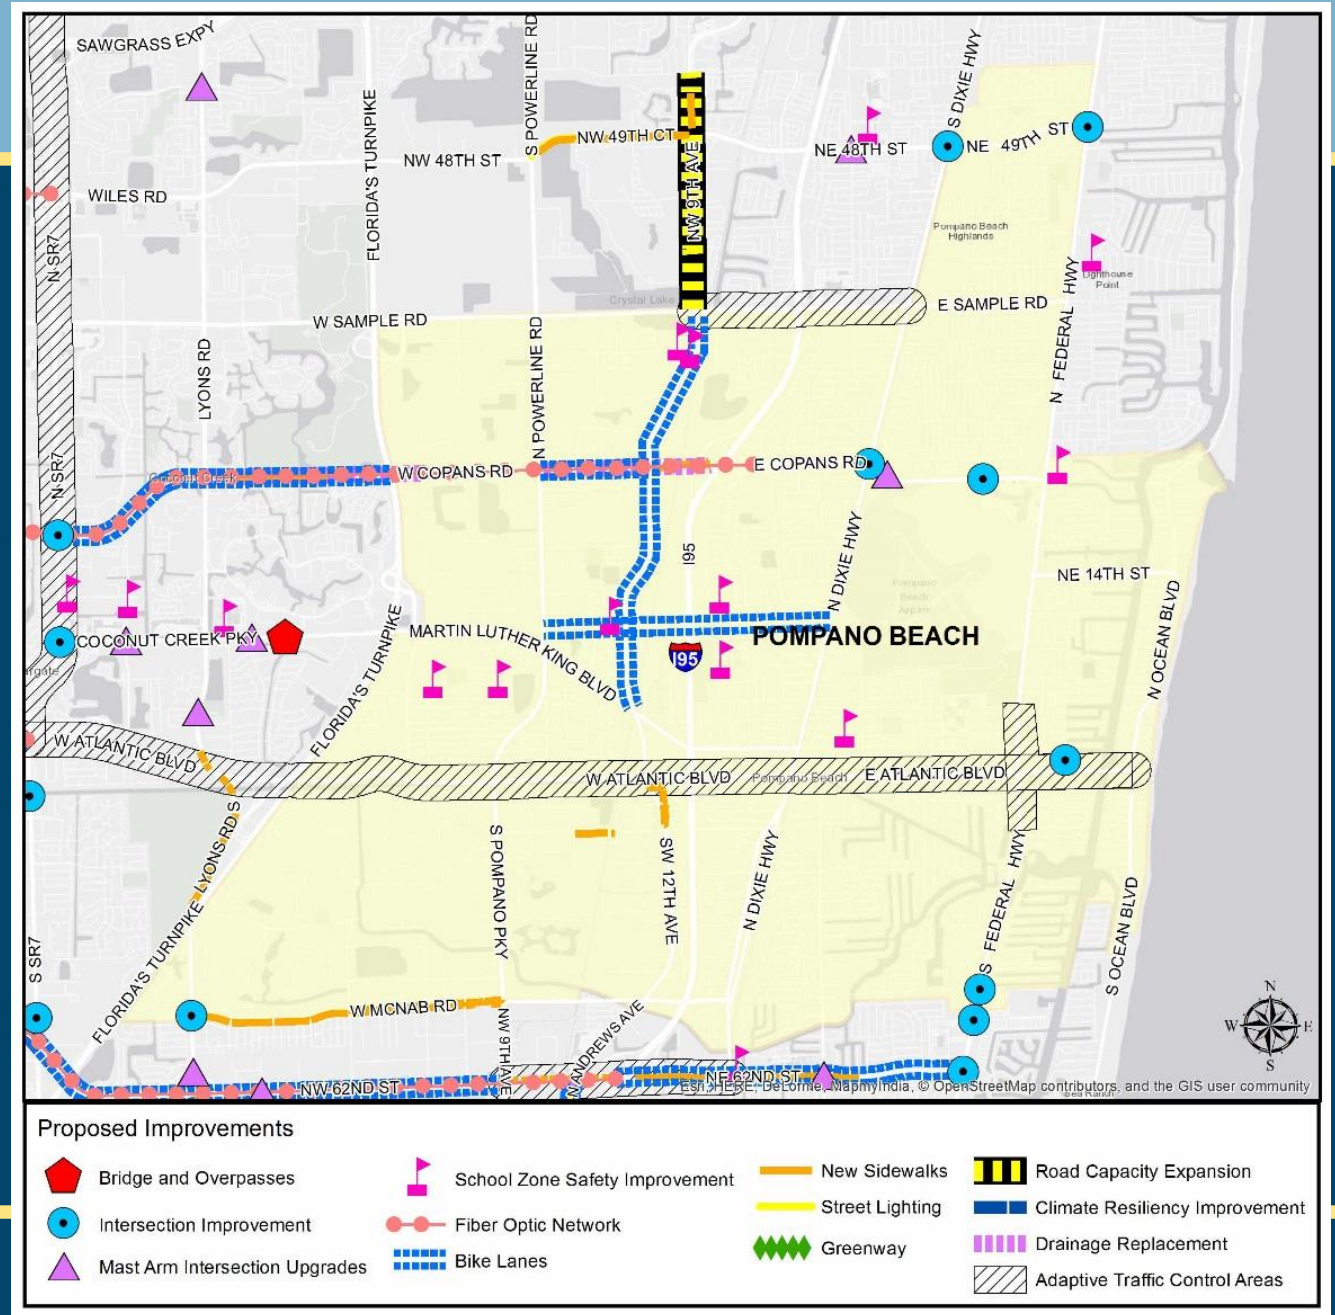 SAWGRASS EXPY
FLORIDA'S TURNPIKE
S POWERLINE RD
NW 49TH CT
NW 48TH ST
NW 9TH AVE
NE 48TH ST
S DIXIE HWY
NE 49TH ST
WILES RD
N SR7
Pompano Beach
Highlands
Lighthouse
Point
N FEDERAL HWY
Crystal Lake
E SAMPLE RD
W SAMPLE RD
LYONS RD
N POWERLINE RD
N SR7
Coconut Creek
W COPANS RD
E COPANS RD
I95
N DIXIE HWY
NE 14TH ST
Pompano
Beach
Airpark
N OCEAN BLVD
COCONUT CREEK PKY
FLORIDA'S TURNPIKE
MARTIN LUTHER KING BLVD
POMPANO BEACH
I95
W ATLANTIC BLVD
W ATLANTIC BLVD
Pompano Beach
E ATLANTIC BLVD
LYONS RD S
S POMPANO PKY
SW 12TH AVE
N DIXIE HWY
S FEDERAL HWY
S OCEAN BLVD
S SR7
FLORIDA'S TURNPIKE
W MCNAB RD
NW 9TH AVE
N ANDREWS AVE
NW 62ND ST
NE 62ND ST
N
W E
S
Esri, HERE, DeLorme, MapmyIndia, © OpenStreetMap contributors, and the GIS user community
Proposed Improvements
Bridge and Overpasses
Intersection Improvement
Mast Arm Intersection Upgrades
School Zone Safety Improvement
Fiber Optic Network
Bike Lanes
New Sidewalks
Street Lighting
Greenway
Road Capacity Expansion
Climate Resiliency Improvement
Drainage Replacement
Adaptive Traffic Control Areas